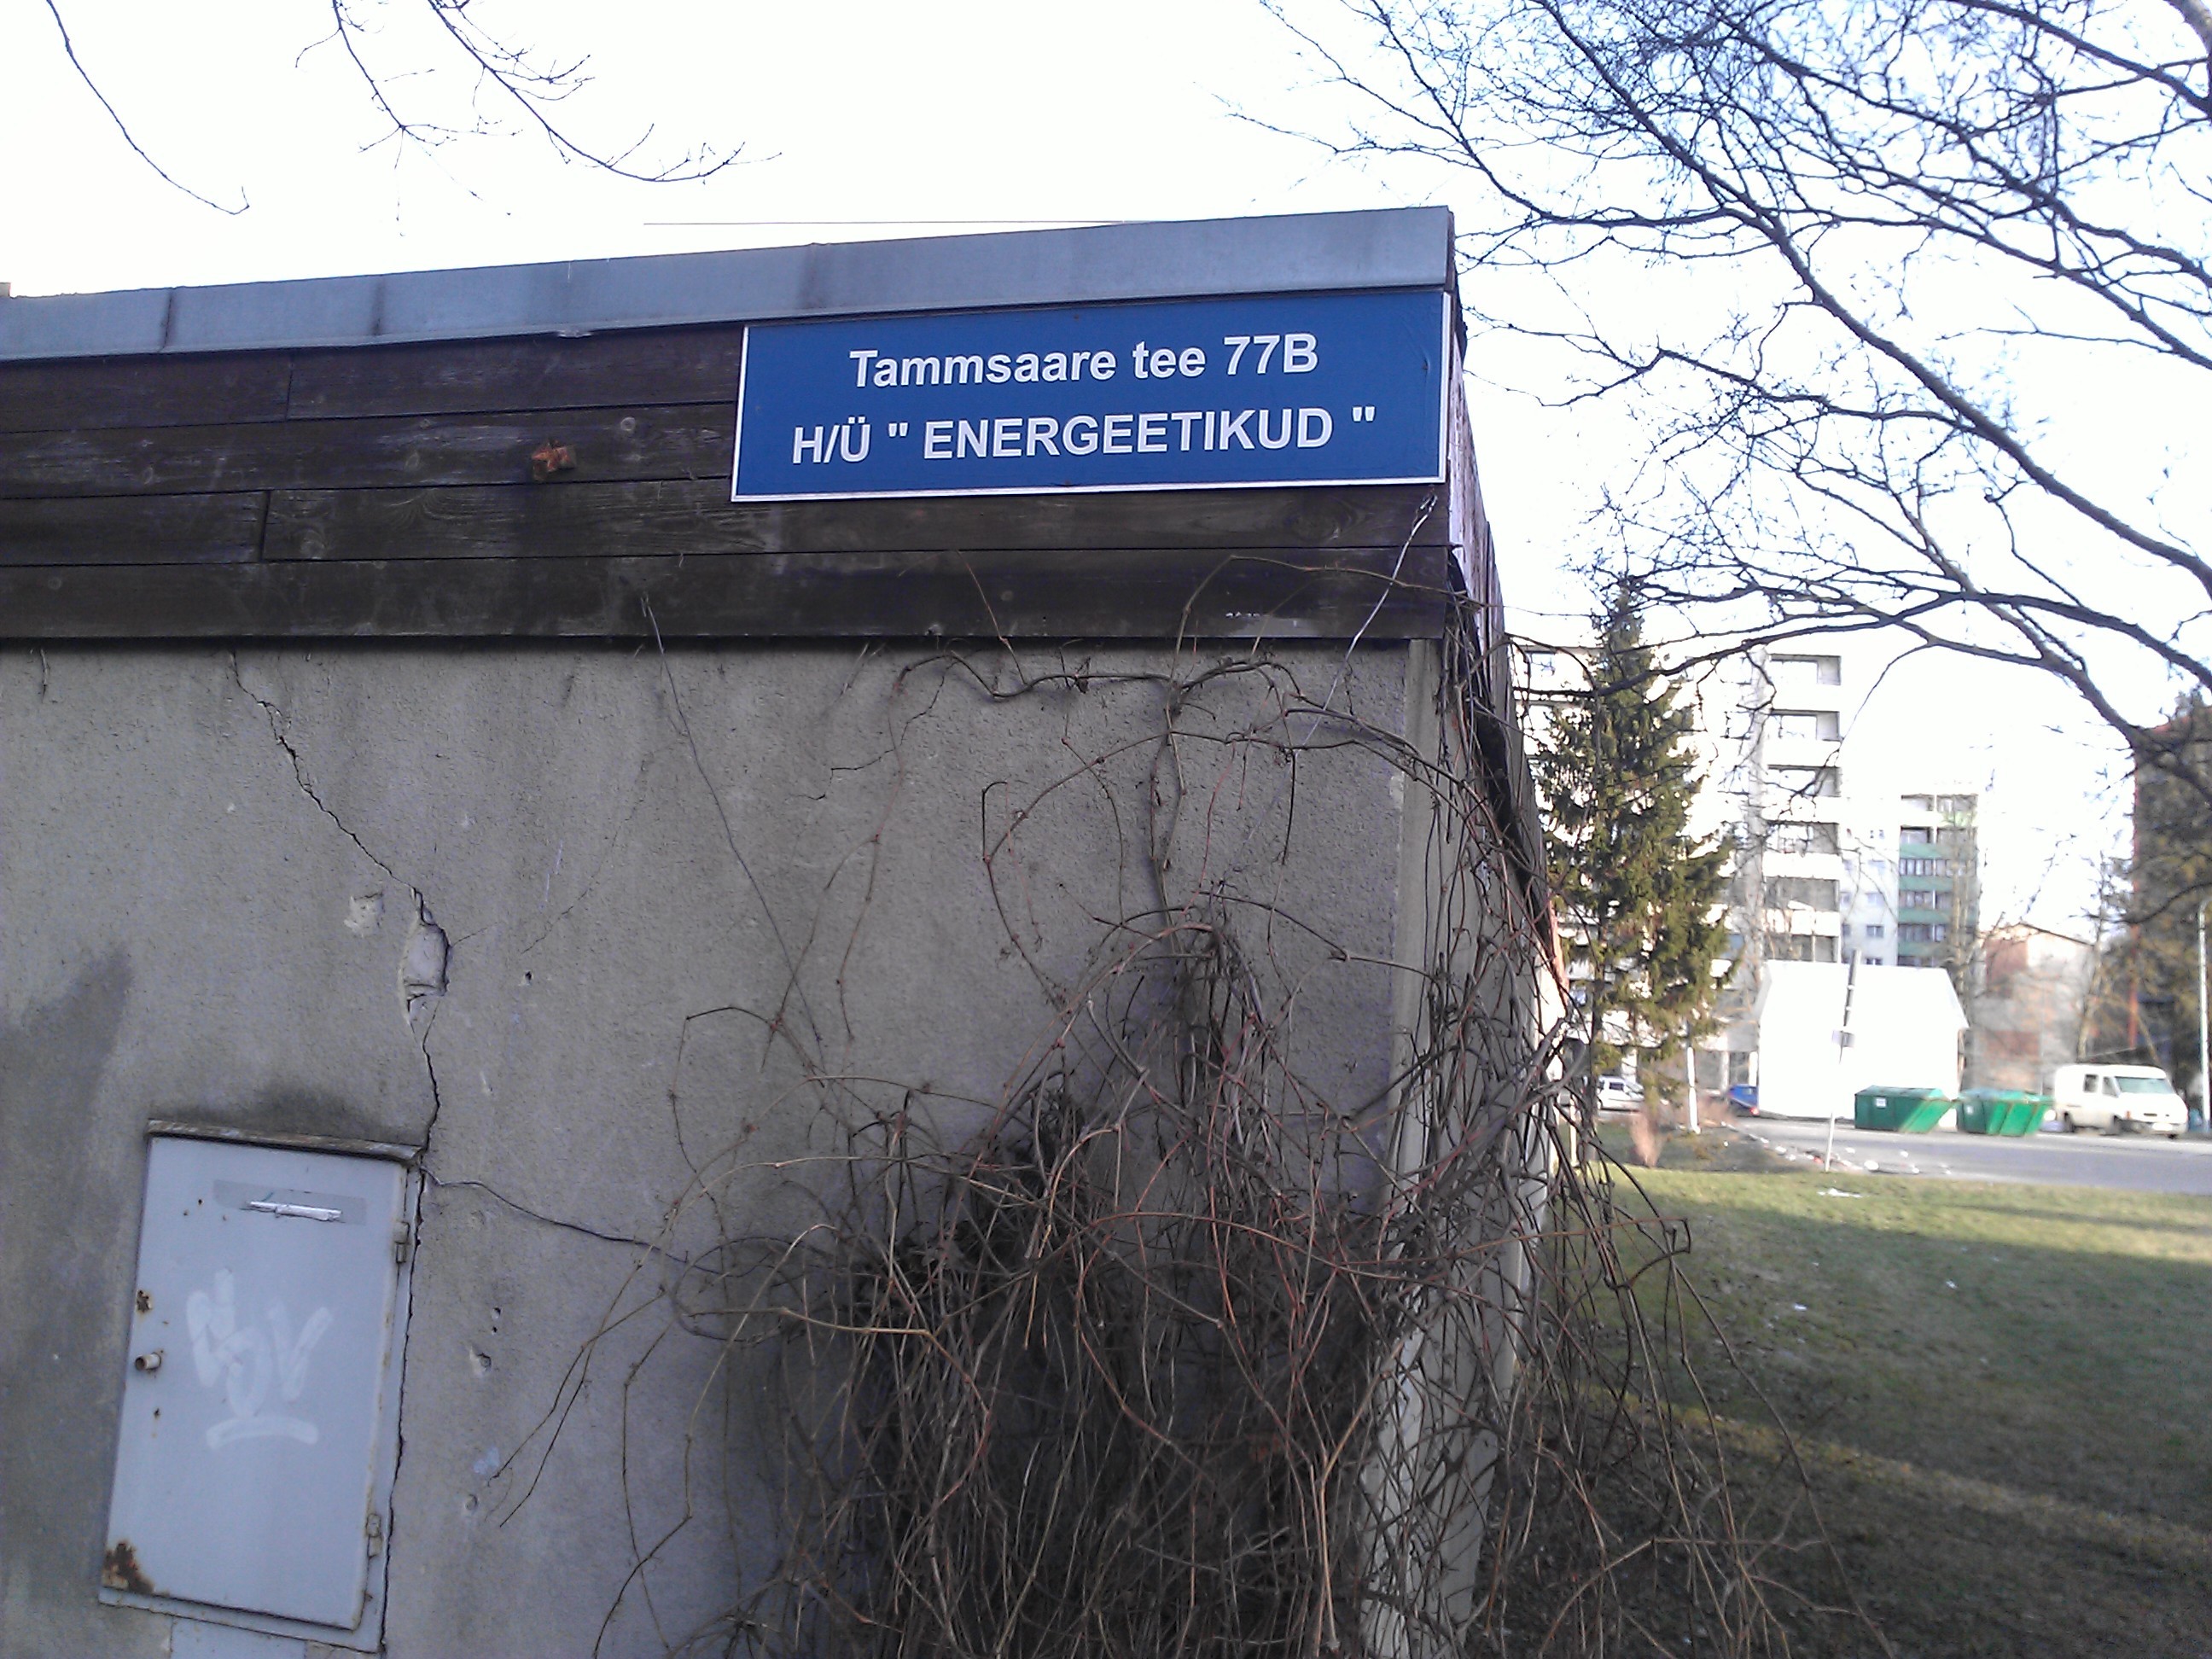 Tammsaare tee 77B
H/Ü " ENERGEETIKUD "